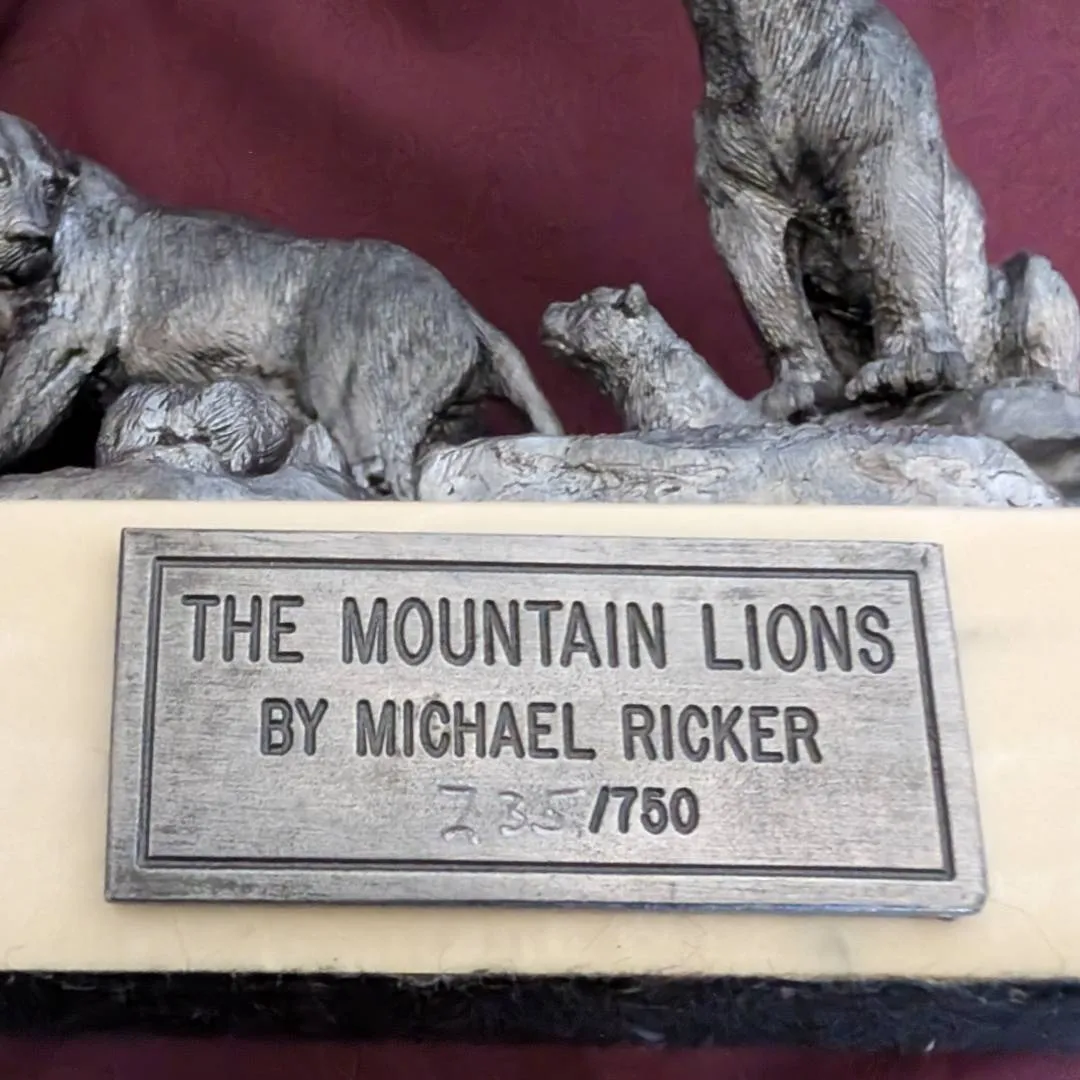 THE MOUNTAIN LIONS
BY MICHAEL RICKER
235/750